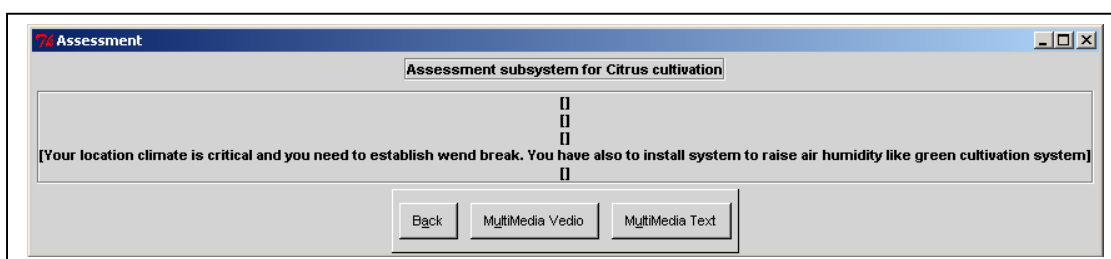 Assessment
Assessment subsystem for Citrus cultivation
[]
[]
[]
[Your location climate is critical and you need to establish wend break. You have also to install system to raise air humidity like green cultivation system]
[]
Back MultiMedia Vedio MultiMedia Text